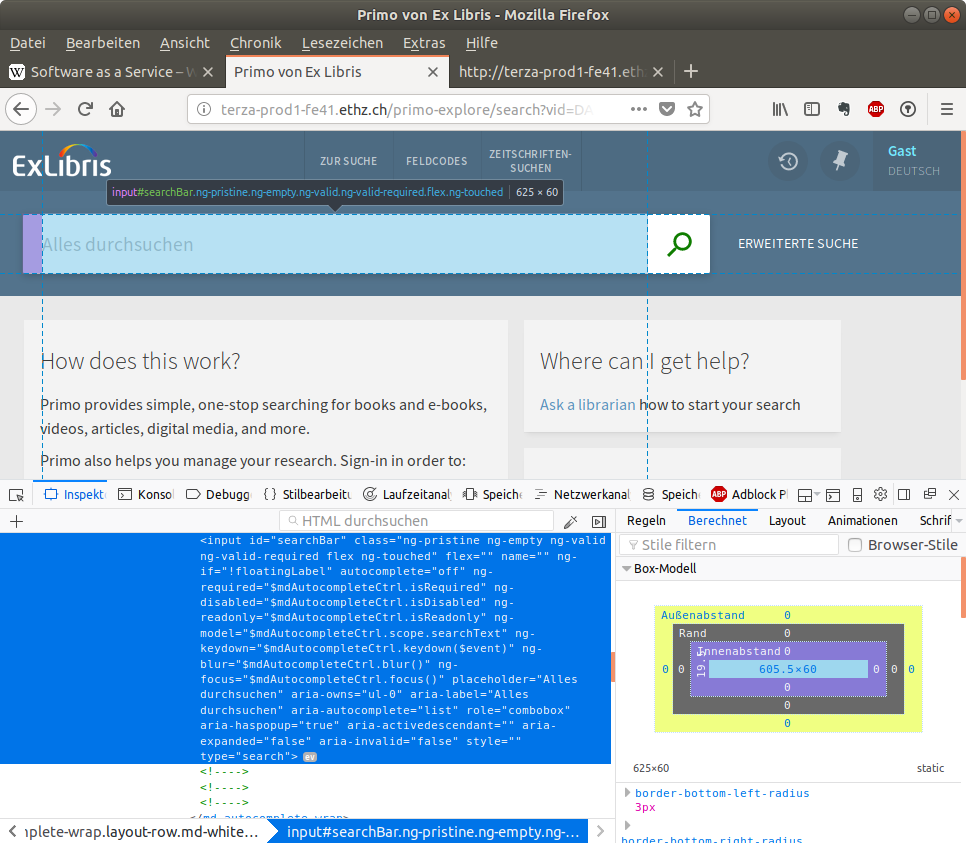 Primo von Ex Libris - Mozilla Firefox
Datei Bearbeiten Ansicht Chronik Lesezeichen Extras Hilfe
W Software as a Service – W Primo von Ex Libris http://terza-prod1-fe41.eth
terza-prod1-fe41.ethz.ch/primo-explore/search?vid=DA ABP
ExLibris ZUR SUCHE FELDCODES ZEITSCHRIFTEN-
SUCHEN
Gast
DEUTSCH
input#searchBar.ng-pristine.ng-empty.ng-valid.ng-valid-required.flex.ng-touched 625 × 60
Alles durchsuchen ERWEITERTE SUCHE
How does this work?
Primo provides simple, one-stop searching for books and e-books,
videos, articles, digital media, and more.
Primo also helps you manage your research. Sign-in in order to:
Where can I get help?
Ask a librarian how to start your search
Inspekt Konso Debugg Stilbearbeitu Laufzeitanal Speiche Netzwerkanal Speich ABP Adblock P
HTML durchsuchen
<input id="searchBar" class="ng-pristine ng-empty ng-valid
ng-valid-required flex ng-touched" flex="" name="" ng-
if="!floatingLabel" autocomplete="off" ng-
required="$mdAutocompleteCtrl.isRequired" ng-
disabled="$mdAutocompleteCtrl.isDisabled" ng-
readonly="$mdAutocompleteCtrl.isReadonly" ng-
model="$mdAutocompleteCtrl.scope.searchText" ng-
keydown="$mdAutocompleteCtrl.keydown($event)" ng-
blur="$mdAutocompleteCtrl.blur()" ng-
focus="$mdAutocompleteCtrl.focus()" placeholder="Alles
durchsuchen" aria-owns="ul-0" aria-label="Alles
durchsuchen" aria-autocomplete="list" role="combobox"
aria-haspopup="true" aria-activedescendant="" aria-
expanded="false" aria-invalid="false" style=""
type="search"> ev
<!---->
<!---->
<!---->
</md-autocomplete-wrap>
nplete-wrap.layout-row.md-white… input#searchBar.ng-pristine.ng-empty.ng-…
Regeln Berechnet Layout Animationen Schrif
Stile filtern Browser-Stile
Box-Modell
Außenabstand 0
Rand 0
Innenabstand 0
0 0 19.5 605.5×60 0 0 0
0
0
0
625×60 static
border-bottom-left-radius
3px
border-bottom-right-radius